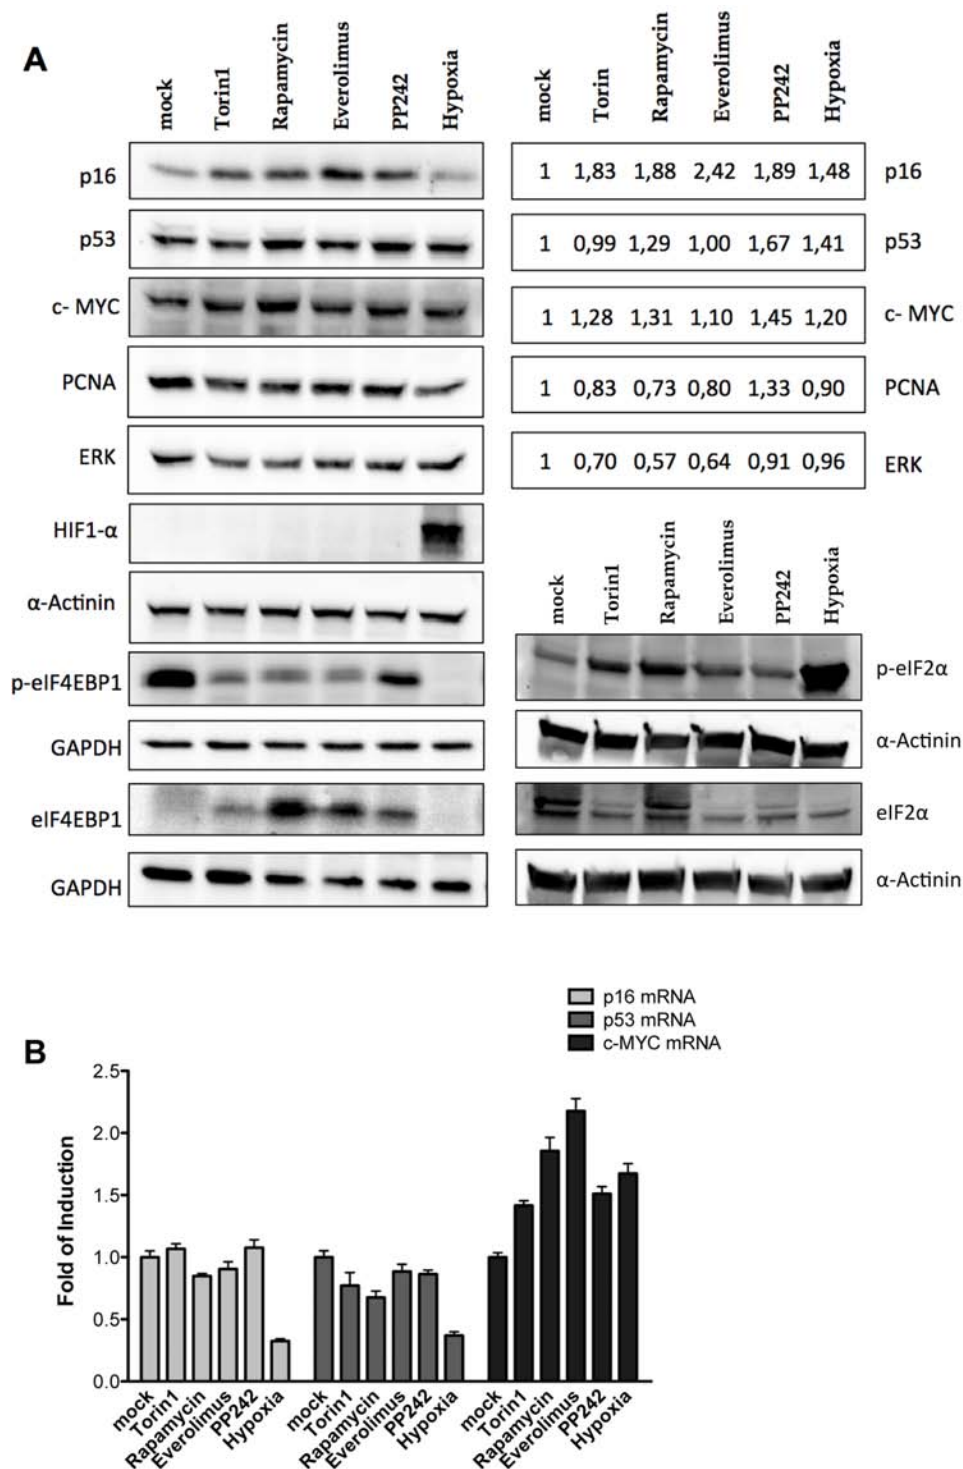 A
mock Torin1 Rapamycin Everolimus PP242 Hypoxia
p16
p53
c- MYC
PCNA
ERK
HIF1-α
α-Actinin
p-eIF4EBP1
GAPDH
eIF4EBP1
GAPDH
mock Torin Rapamycin Everolimus PP242 Hypoxia
1 1,83 1,88 2,42 1,89 1,48 p16
1 0,99 1,29 1,00 1,67 1,41 p53
1 1,28 1,31 1,10 1,45 1,20 c- MYC
1 0,83 0,73 0,80 1,33 0,90 PCNA
1 0,70 0,57 0,64 0,91 0,96 ERK
mock Torin1 Rapamycin Everolimus PP242 Hypoxia
p-eIF2α
α-Actinin
eIF2α
α-Actinin
B
p16 mRNA
p53 mRNA
c-MYC mRNA
Fold of Induction
2.5
2.0
1.5
1.0
0.5
0.0
mock Torin1 Rapamycin Everolimus PP242 Hypoxia mock Torin1 Rapamycin Everolimus PP242 Hypoxia mock Torin1 Rapamycin Everolimus PP242 Hypoxia